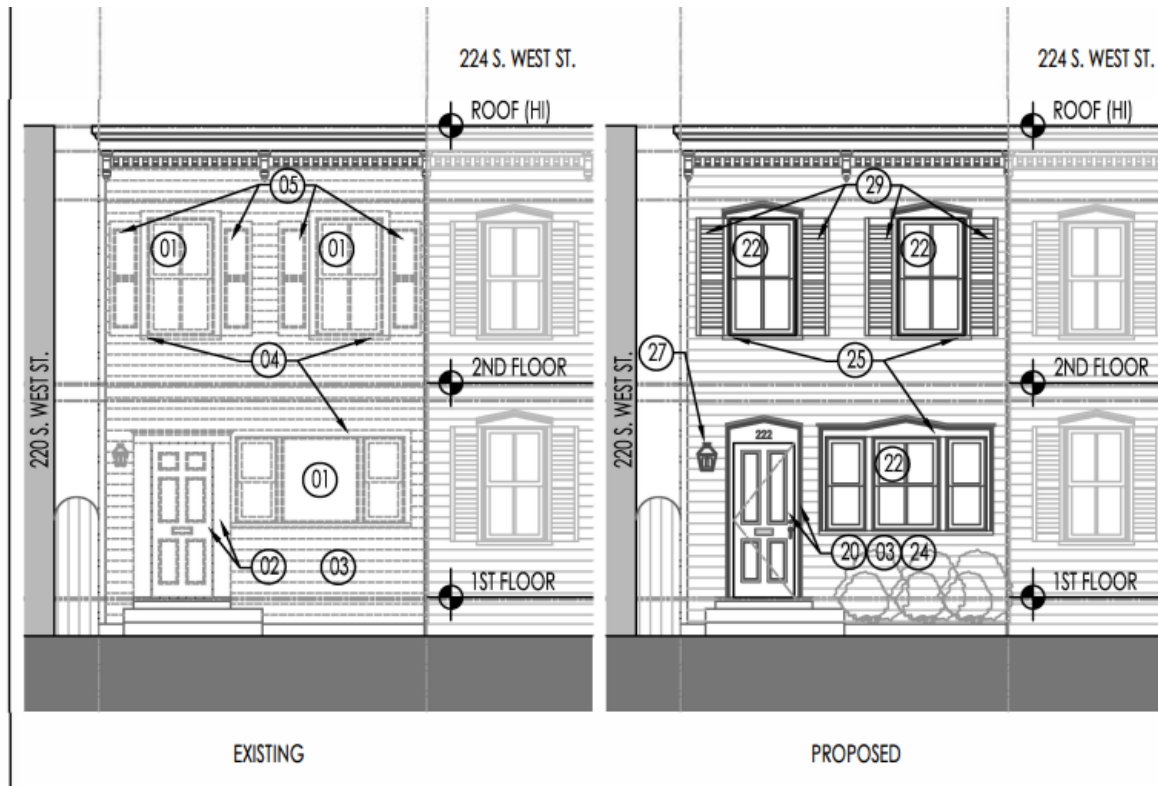 224 S. WEST ST.
ROOF (HI)
05
01
01
04
2ND FLOOR
220 S. WEST ST.
01
02
03
1ST FLOOR
EXISTING
224 S. WEST ST.
ROOF (HI)
29
22
22
27
25
2ND FLOOR
220 S. WEST ST.
222
22
20 03 24
1ST FLOOR
PROPOSED